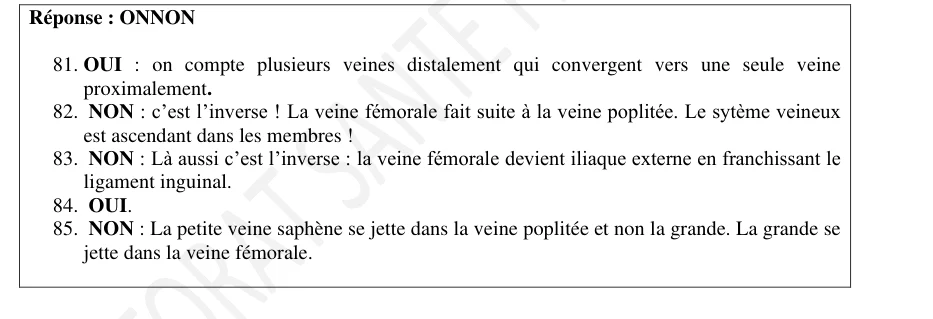 Réponse : ONNON
81. OUI : on compte plusieurs veines distalement qui convergent vers une seule veine
proximalement.
82. NON : c’est l’inverse ! La veine fémorale fait suite à la veine poplitée. Le sytème veineux
est ascendant dans les membres !
83. NON : Là aussi c’est l’inverse : la veine fémorale devient iliaque externe en franchissant le
ligament inguinal.
84. OUI.
85. NON : La petite veine saphène se jette dans la veine poplitée et non la grande. La grande se
jette dans la veine fémorale.
TORAT SANTE